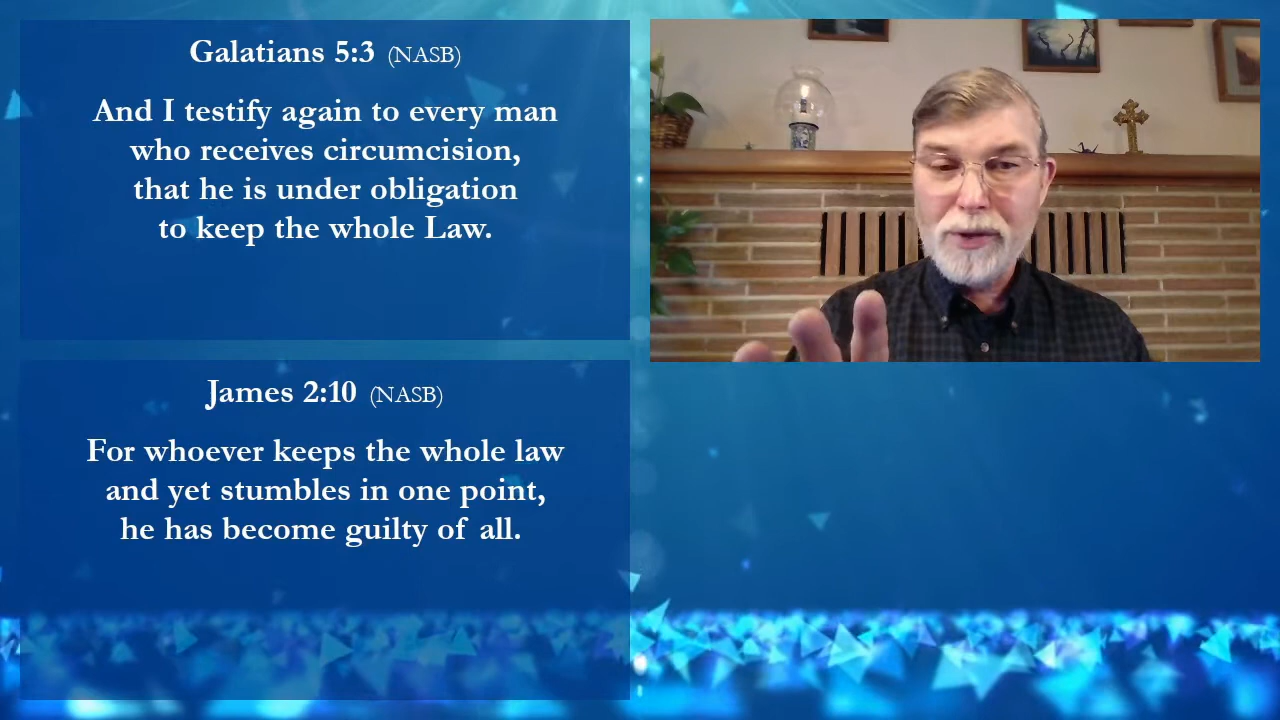 Galatians 5:3 (NASB)
And I testify again to every man
who receives circumcision,
that he is under obligation
to keep the whole Law.
James 2:10 (NASB)
For whoever keeps the whole law
and yet stumbles in one point,
he has become guilty of all.